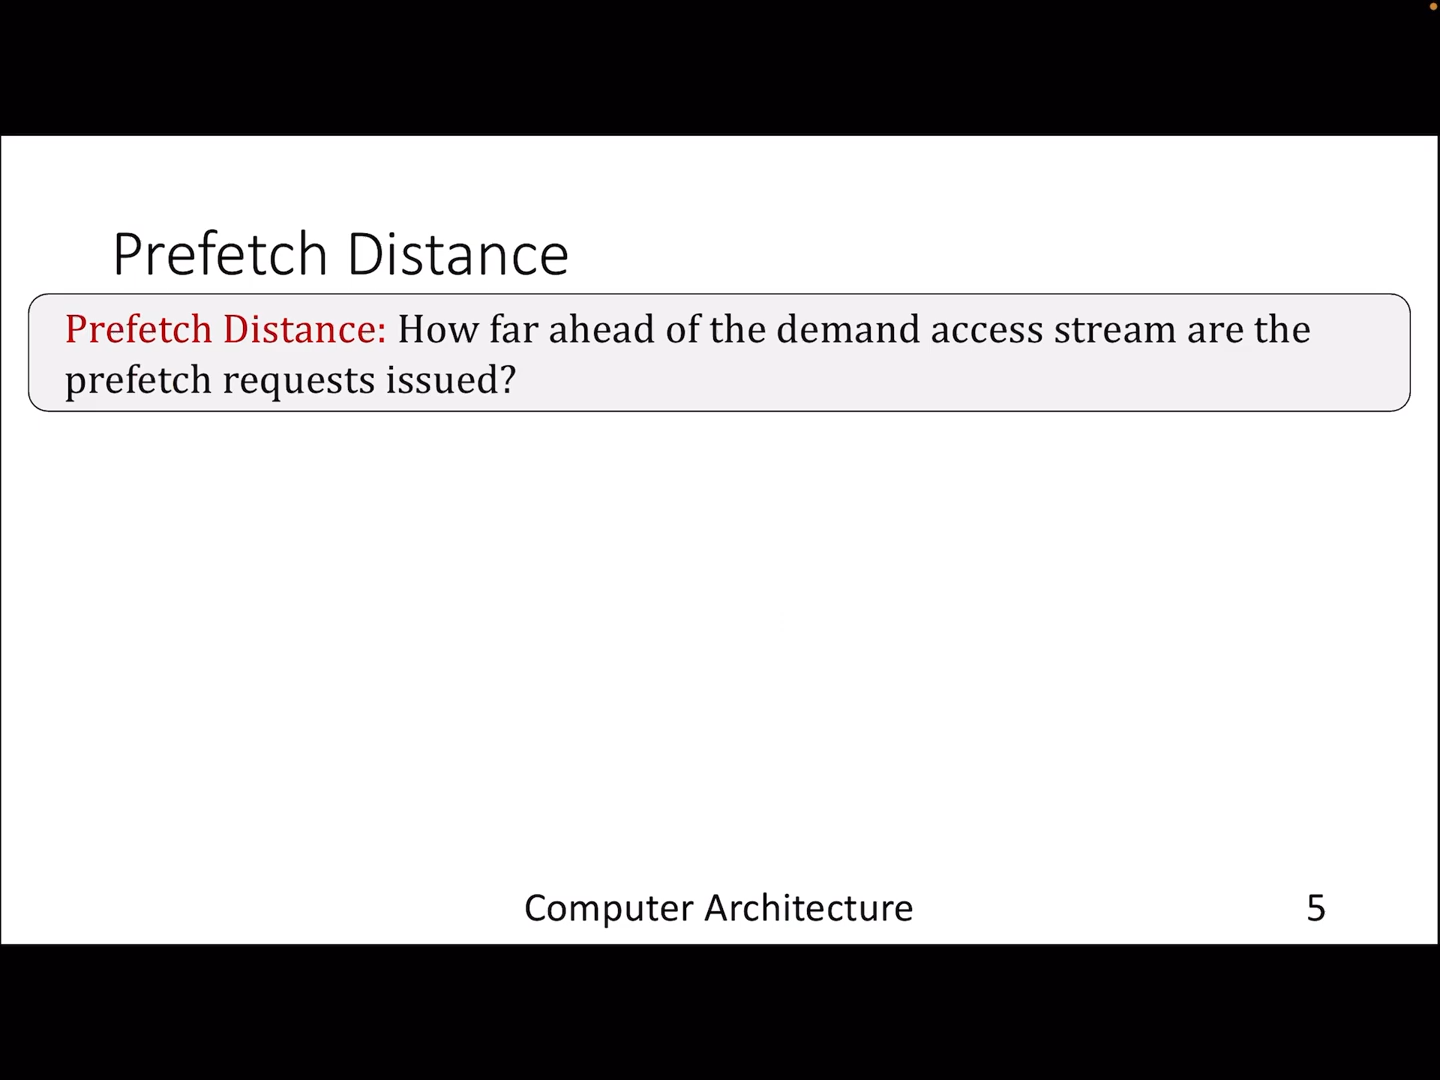 Prefetch Distance
Prefetch Distance: How far ahead of the demand access stream are the
prefetch requests issued?
Computer Architecture
5